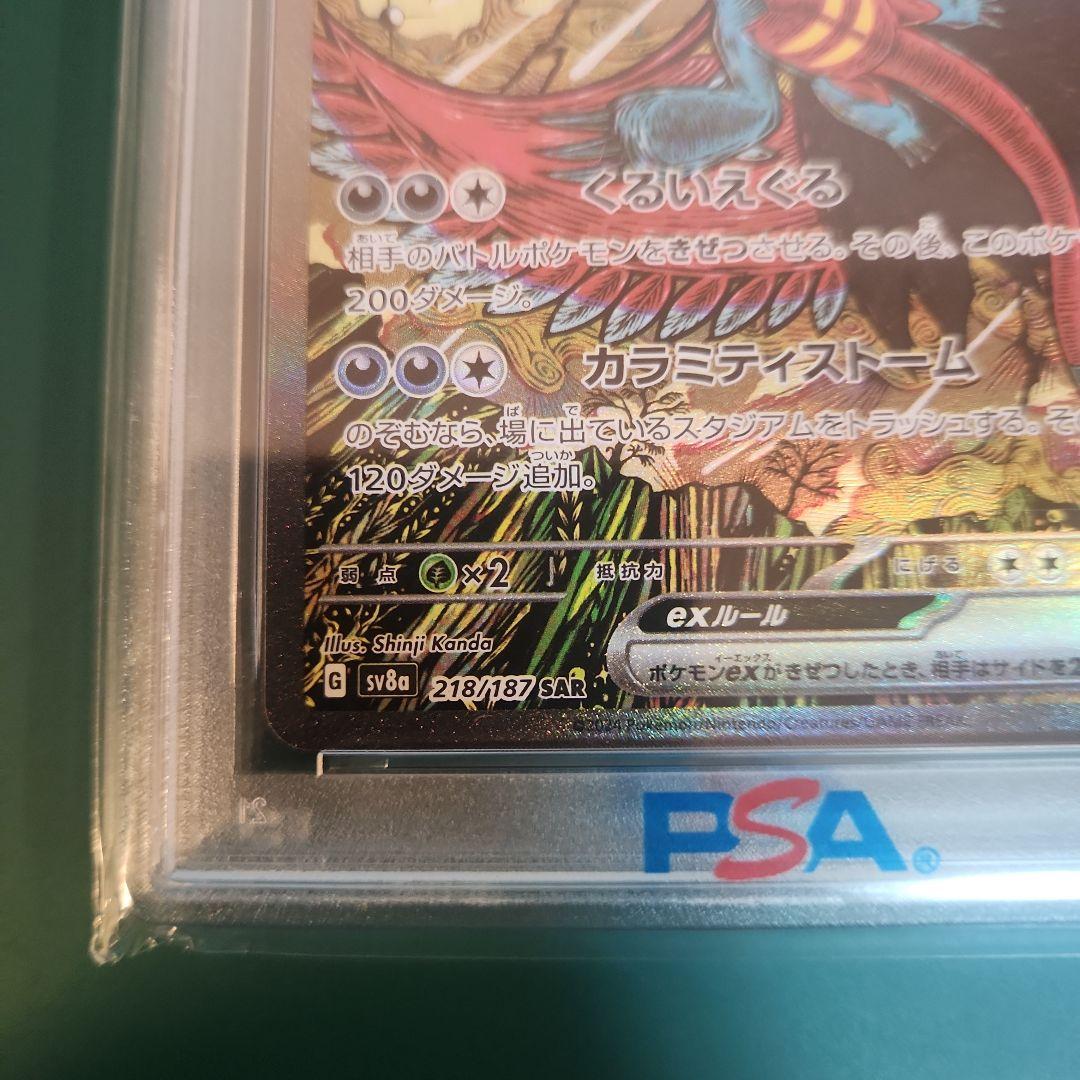 くるいえぐる
相手のバトルポケモンをきぜつさせる。その後、このポケ
200ダメージ。
カラミティストーム
のぞむなら、場に出ているスタジアムをトラッシュする。そ
120ダメージ追加。
弱点 ×2 抵抗力 にげる
exルール
ポケモンexがきぜつしたとき、相手はサイドを2
Illus. Shinji Kanda
G sv8a 218/187 SAR
©2024 Pokémon/Nintendo/Creatures/GAME FREAK
PSA®